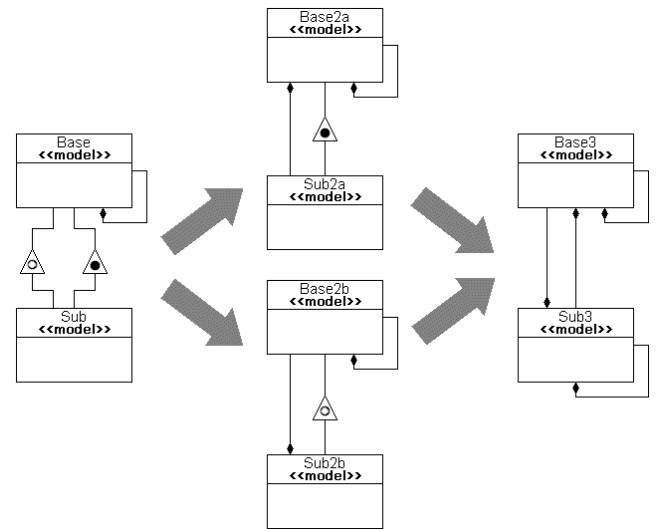 Base2a
<<model>>
Base
<<model>>
Base3
<<model>>
Sub2a
<<model>>
Base2b
<<model>>
Sub
<<model>>
Sub3
<<model>>
Sub2b
<<model>>